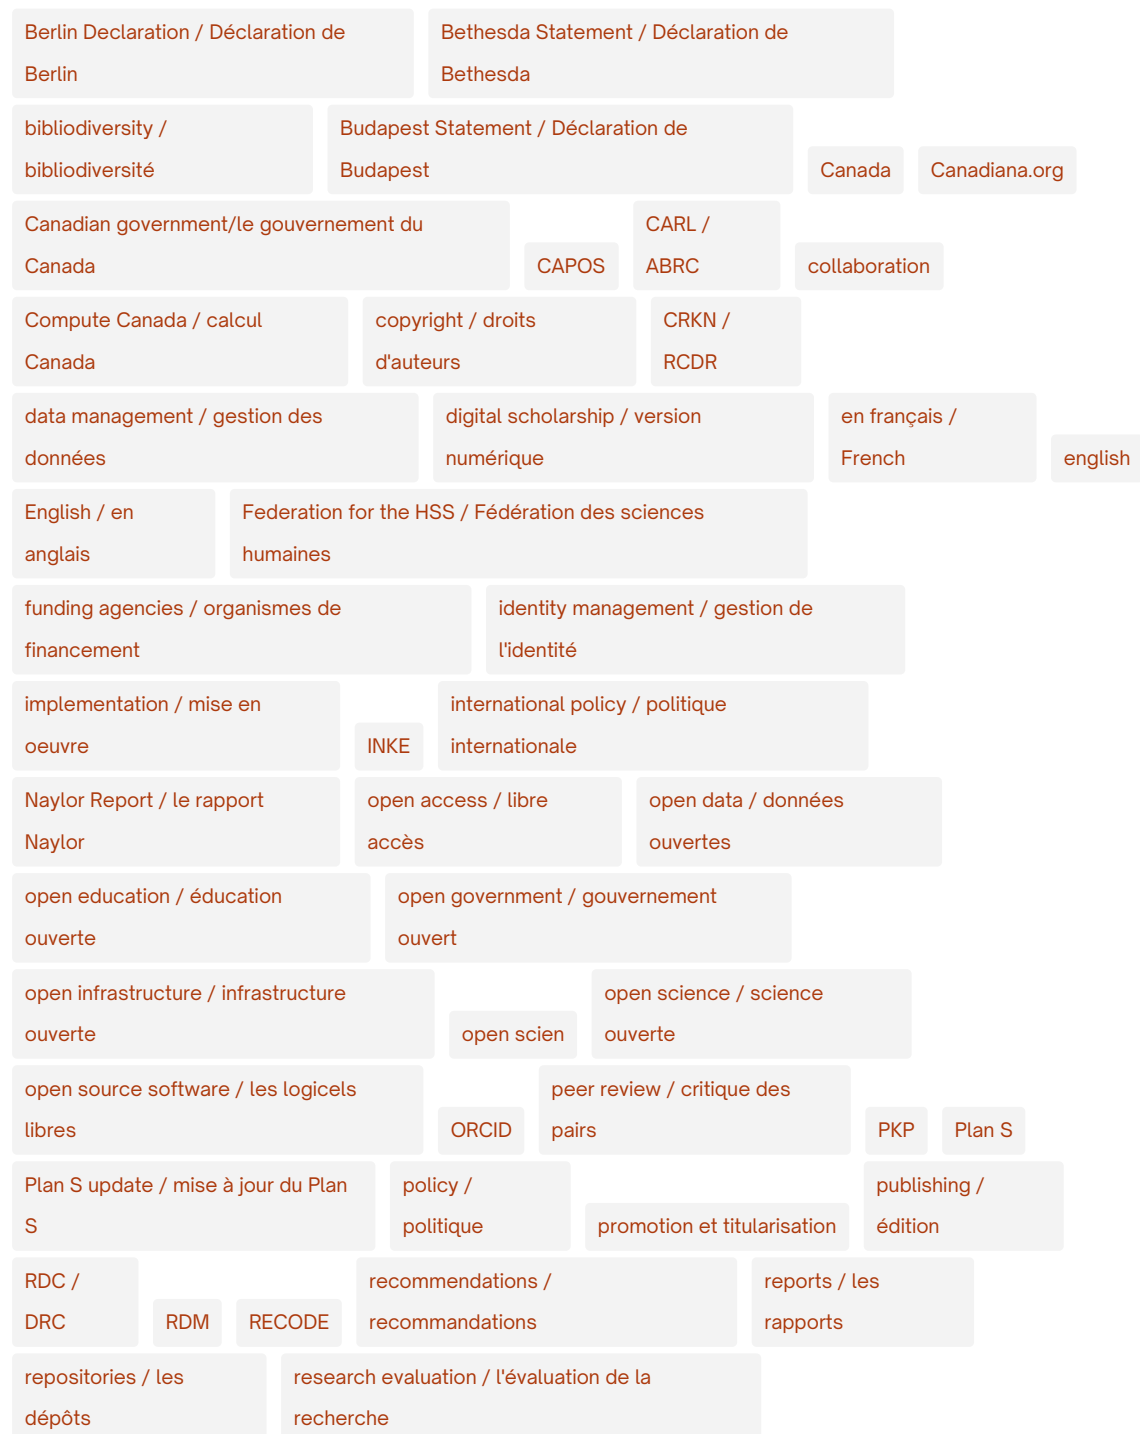 Berlin Declaration / Déclaration de
Berlin
Bethesda Statement / Déclaration de
Bethesda
bibliodiversity /
bibliodiversité
Budapest Statement / Déclaration de
Budapest
Canada
Canadiana.org
Canadian government/le gouvernement du
Canada
CAPOS
CARL /
ABRC
collaboration
Compute Canada / calcul
Canada
copyright / droits
d'auteurs
CRKN /
RCDR
data management / gestion des
données
digital scholarship / version
numérique
en français /
French
english
English / en
anglais
Federation for the HSS / Fédération des sciences
humaines
funding agencies / organismes de
financement
identity management / gestion de
l'identité
implementation / mise en
oeuvre
INKE
international policy / politique
internationale
Naylor Report / le rapport
Naylor
open access / libre
accès
open data / données
ouvertes
open education / éducation
ouverte
open government / gouvernement
ouvert
open infrastructure / infrastructure
ouverte
open scien
open science / science
ouverte
open source software / les logicels
libres
ORCID
peer review / critique des
pairs
PKP
Plan S
Plan S update / mise à jour du Plan
S
policy /
politique
promotion et titularisation
publishing /
édition
RDC /
DRC
RDM
RECODE
recommendations /
recommandations
reports / les
rapports
repositories / les
dépôts
research evaluation / l'évaluation de la
recherche